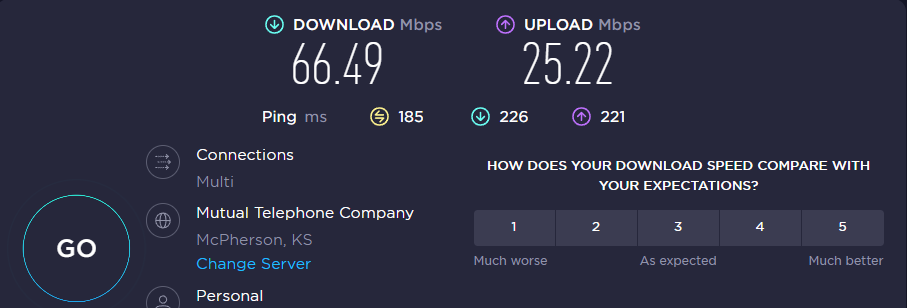 DOWNLOAD Mbps
66.49
UPLOAD Mbps
25.22
Ping ms 185 226 221
Connections
Multi
Mutual Telephone Company
McPherson, KS
Change Server
Personal
GO
HOW DOES YOUR DOWNLOAD SPEED COMPARE WITH
YOUR EXPECTATIONS?
1 2 3 4 5
Much worse As expected Much better